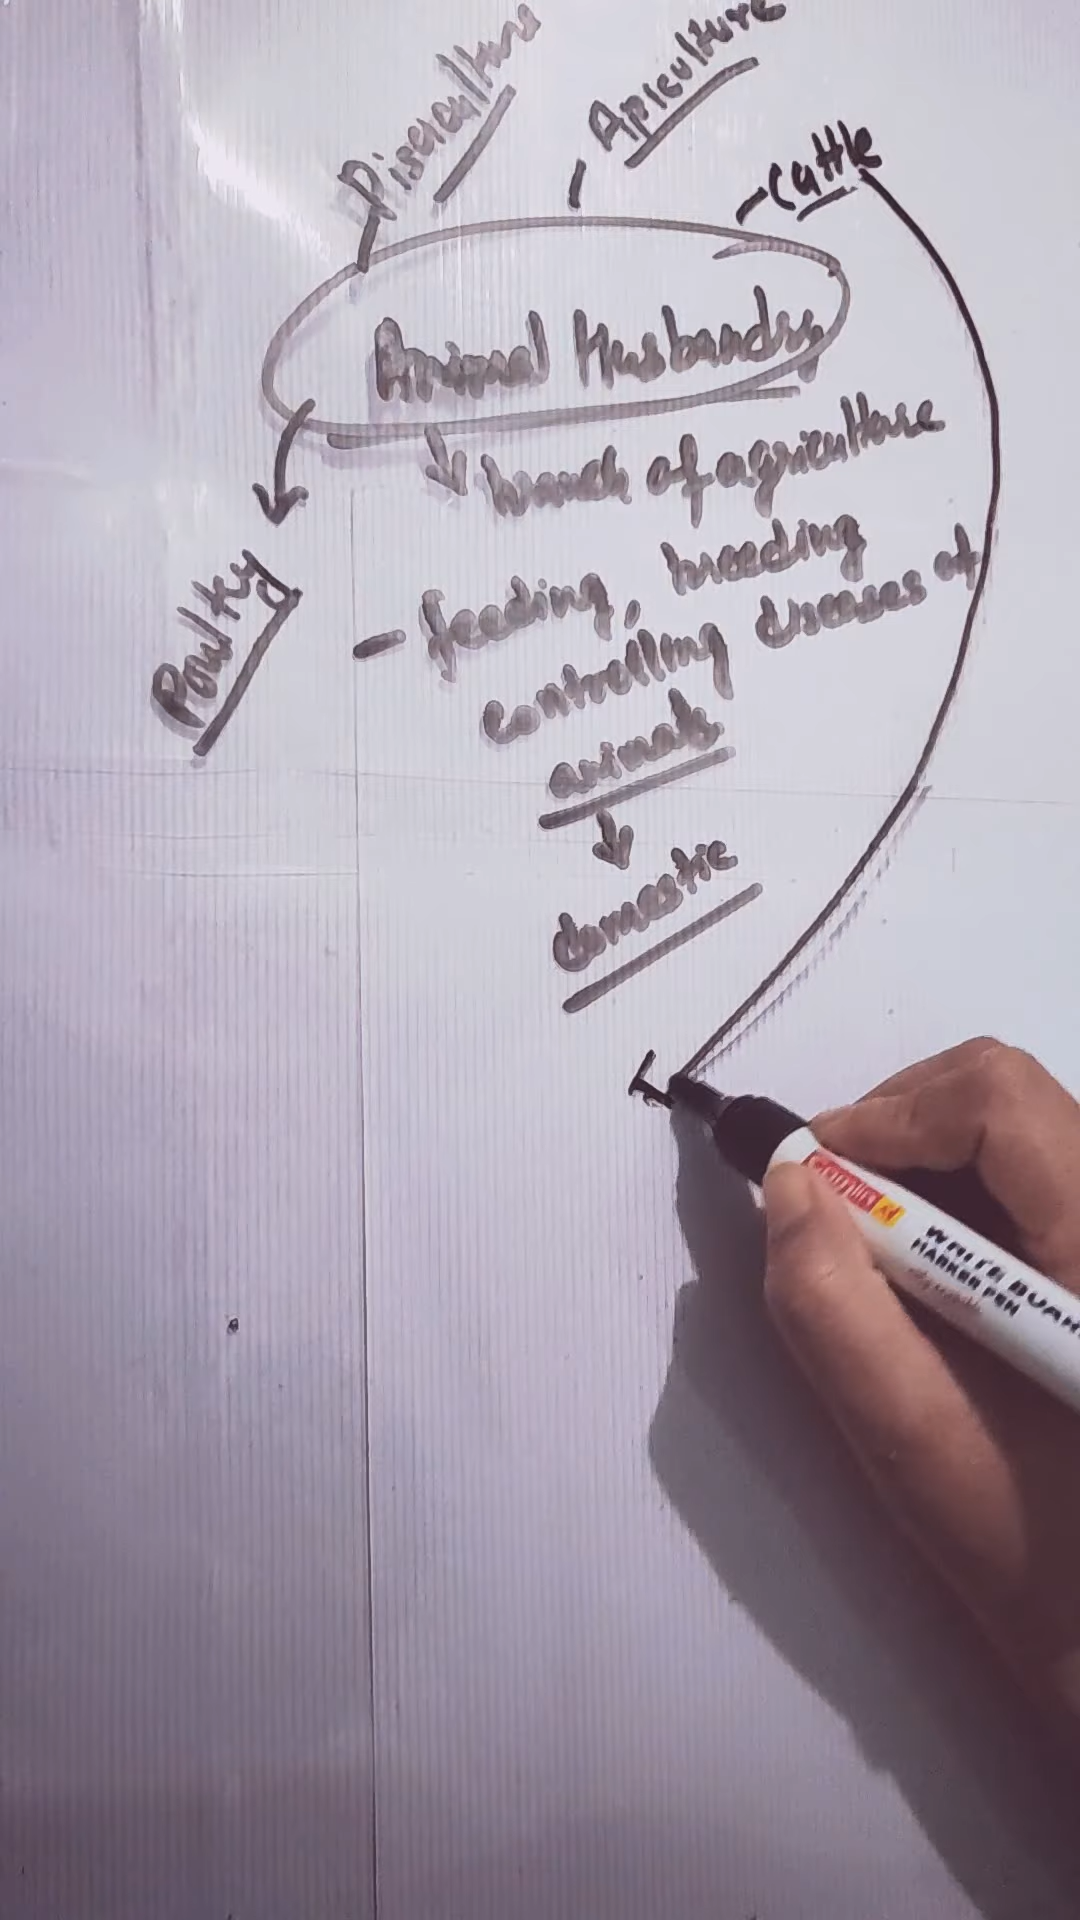 Pisciculture
Apiculture
Cattle
Animal Husbandry
branch of agriculture
- feeding, breeding
controlling diseases of
animals
domestic
Poultry
WHITE BOARD
MARKER PEN